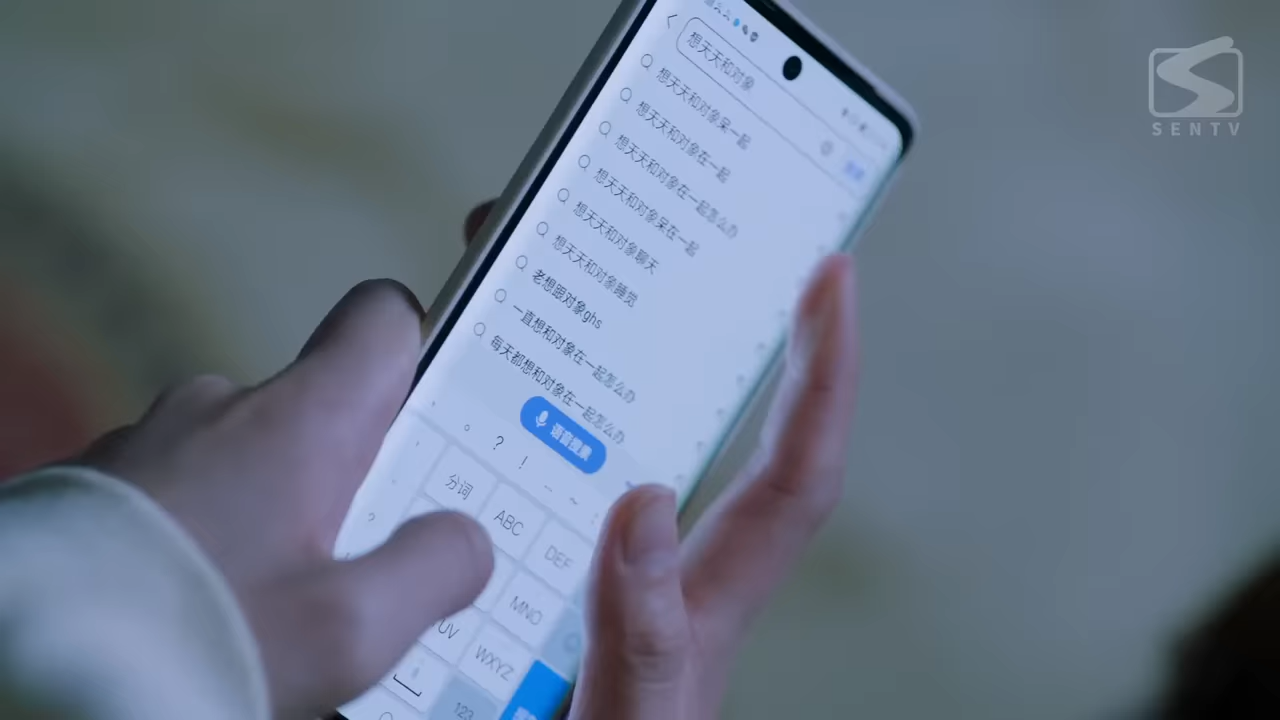 想天天和对象
想天天和对象呆一起
想天天和对象在一起
想天天和对象在一起怎么办
想天天和对象呆在一起
想天天和对象聊天
想天天和对象睡觉
老想跟对象ghs
一直想和对象在一起怎么办
每天都想和对象在一起怎么办
语音搜索
。 ? !
分词
ABC
DEF
MNO
WXYZ
123
SENTV